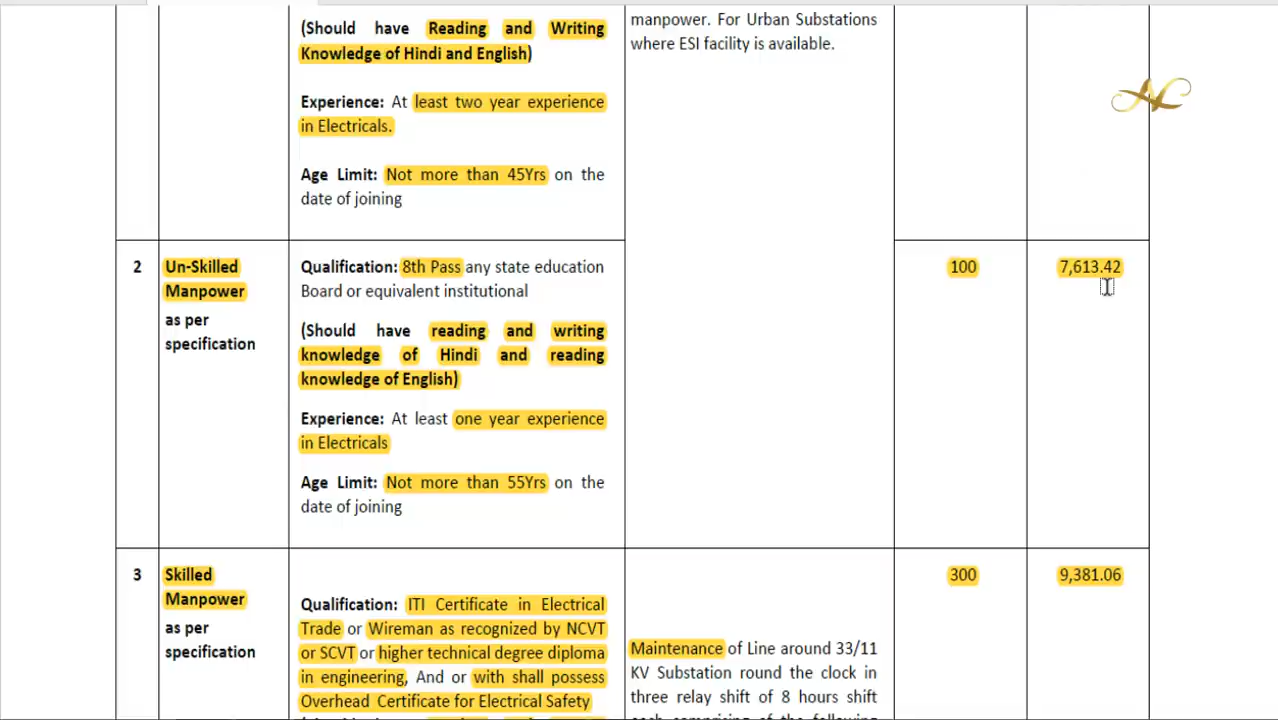 (Should have Reading and Writing
Knowledge of Hindi and English)
Experience: At least two year experience
in Electricals.
Age Limit: Not more than 45Yrs on the
date of joining
manpower. For Urban Substations
where ESI facility is available.
2
Un-Skilled
Manpower
as per
specification
Qualification: 8th Pass any state education
Board or equivalent institutional
(Should have reading and writing
knowledge of Hindi and reading
knowledge of English)
Experience: At least one year experience
in Electricals
Age Limit: Not more than 55Yrs on the
date of joining
100
7,613.42
3
Skilled
Manpower
as per
specification
Qualification: ITI Certificate in Electrical
Trade or Wireman as recognized by NCVT
or SCVT or higher technical degree diploma
in engineering, And or with shall possess
Overhead Certificate for Electrical Safety
Maintenance of Line around 33/11
KV Substation round the clock in
three relay shift of 8 hours shift
300
9,381.06